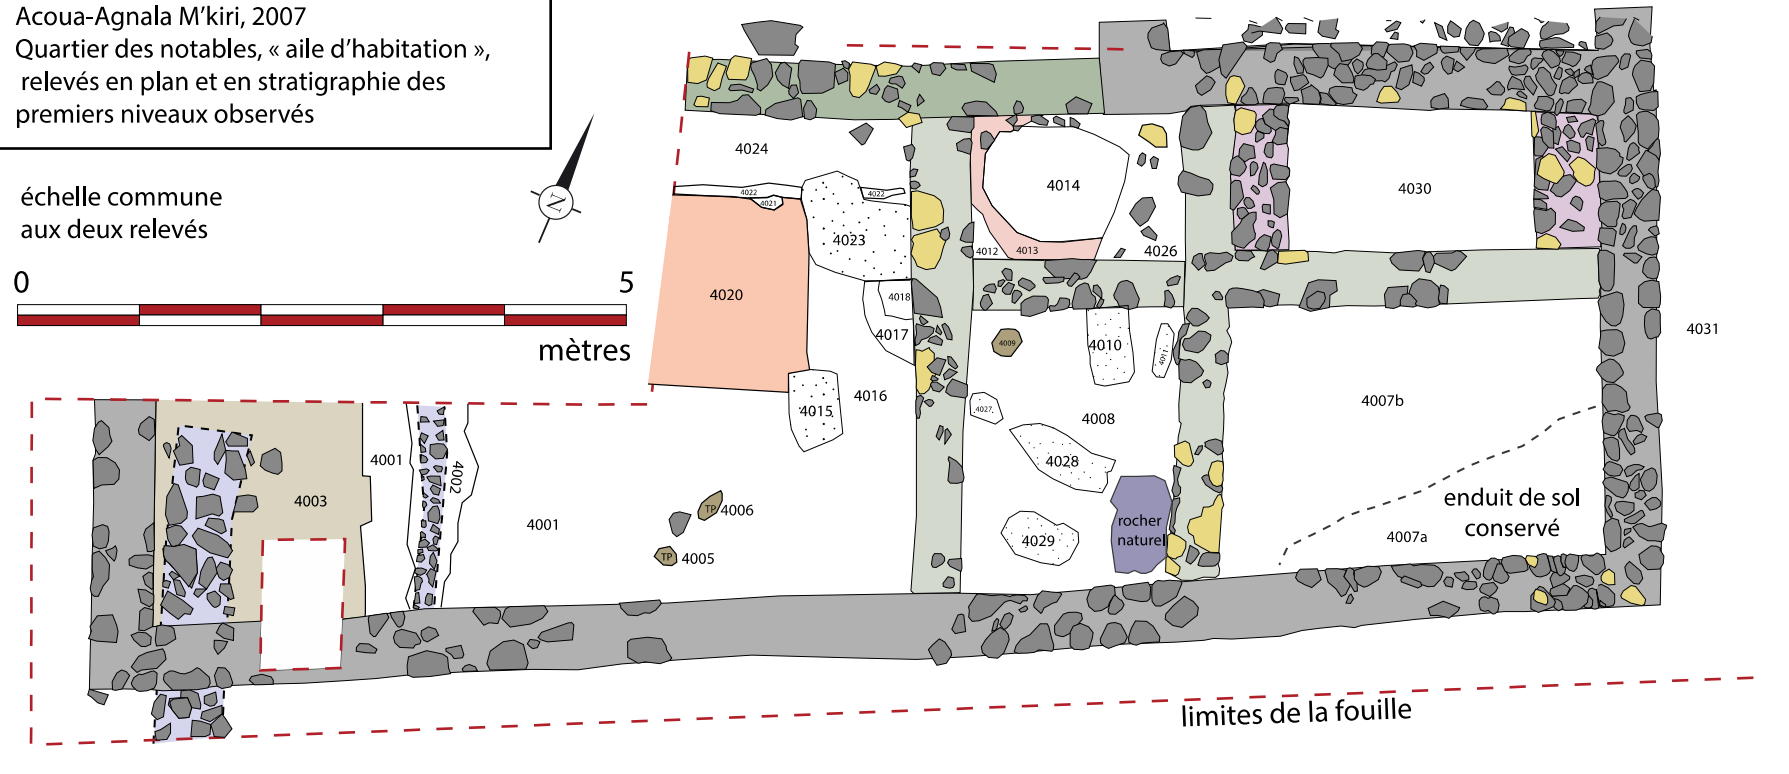 Acoua-Agnala M'kiri, 2007
Quartier des notables, « aile d'habitation »,
relevés en plan et en stratigraphie des
premiers niveaux observés
échelle commune
aux deux relevés
N
0 5
mètres
4024
4022
4022
4021
4023
4020
4018
4017
4016
4015
4014
4012
4013
4026
4030
4031
4009
4010
4011
4027
4008
4028
4029
rocher
naturel
4007b
enduit de sol
conservé
4007a
4001
4002
4003
4001
TP 4006
TP 4005
limites de la fouille